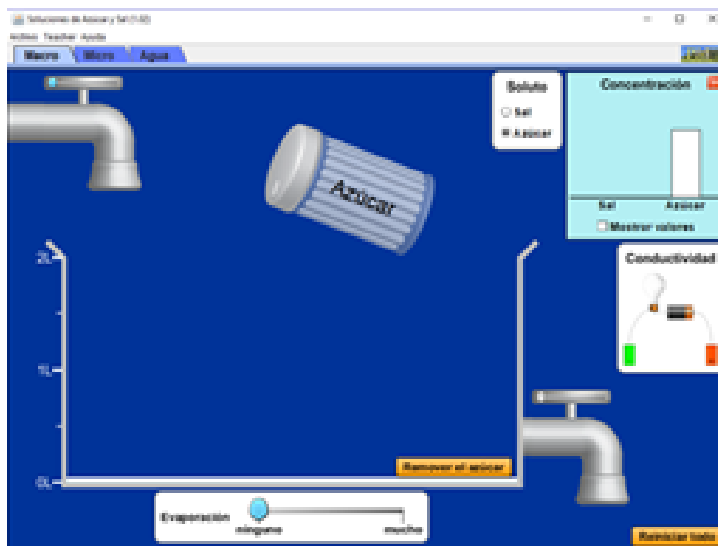 Soluciones de Azúcar y Sal (1.02)
Archivo Teacher Ayuda
Macro Micro Agua
Soluto
Sal
Azúcar
Concentración
Sal Azúcar
Mostrar valores
Azúcar
2L
1L
0L
Conductividad
Remover el azúcar
Evaporación
ninguno mucho
Reiniciar todo